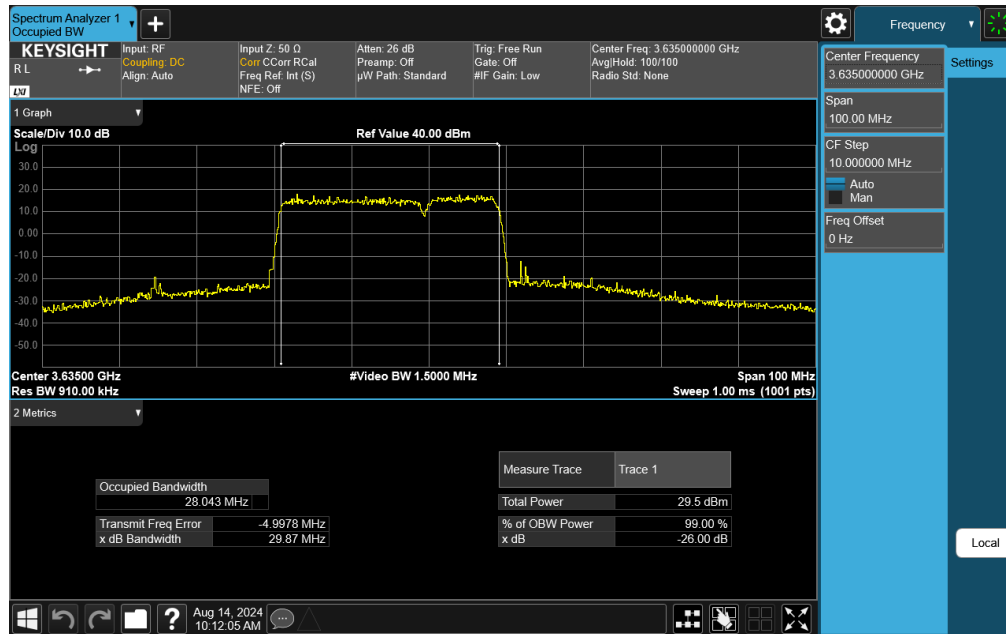 Spectrum Analyzer 1
Occupied BW
+
Frequency
KEYSIGHT
R L
LXI
Input: RF
Coupling: DC
Align: Auto
Input Z: 50 Ω
Corr CCorr RCal
Freq Ref: Int (S)
NFE: Off
Atten: 26 dB
Preamp: Off
µW Path: Standard
Trig: Free Run
Gate: Off
#IF Gain: Low
Center Freq: 3.635000000 GHz
Avg|Hold: 100/100
Radio Std: None
Center Frequency
3.635000000 GHz
Settings
Span
100.00 MHz
CF Step
10.000000 MHz
Auto
Man
Freq Offset
0 Hz
Local
1 Graph
Scale/Div 10.0 dB
Ref Value 40.00 dBm
Log
30.0
20.0
10.0
0.00
-10.0
-20.0
-30.0
-40.0
-50.0
Center 3.63500 GHz
#Video BW 1.5000 MHz
Span 100 MHz
Res BW 910.00 kHz
Sweep 1.00 ms (1001 pts)
2 Metrics
Occupied Bandwidth
28.043 MHz
Transmit Freq Error -4.9978 MHz
x dB Bandwidth 29.87 MHz
Measure Trace Trace 1
Total Power 29.5 dBm
% of OBW Power 99.00 %
x dB -26.00 dB
?
Aug 14, 2024
10:12:05 AM